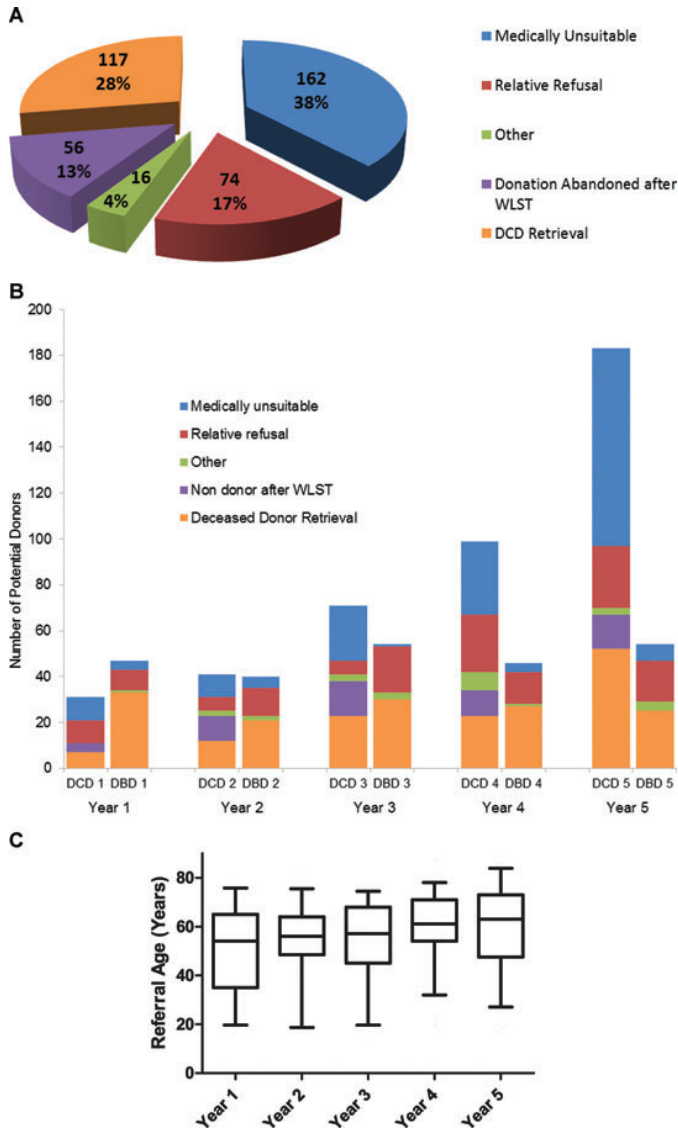 A
117
28%
162
38%
56
13%
16
4%
74
17%
Medically Unsuitable
Relative Refusal
Other
Donation Abandoned after
WLST
DCD Retrieval
B
200
180
160
140
120
100
80
60
40
20
0
Number of Potential Donors
Medically unsuitable
Relative refusal
Other
Non donor after WLST
Deceased Donor Retrieval
DCD 1 DBD 1 DCD 2 DBD 2 DCD 3 DBD 3 DCD 4 DBD 4 DCD 5 DBD 5
Year 1 Year 2 Year 3 Year 4 Year 5
C
80
60
40
20
0
Referral Age (Years)
Year 1 Year 2 Year 3 Year 4 Year 5